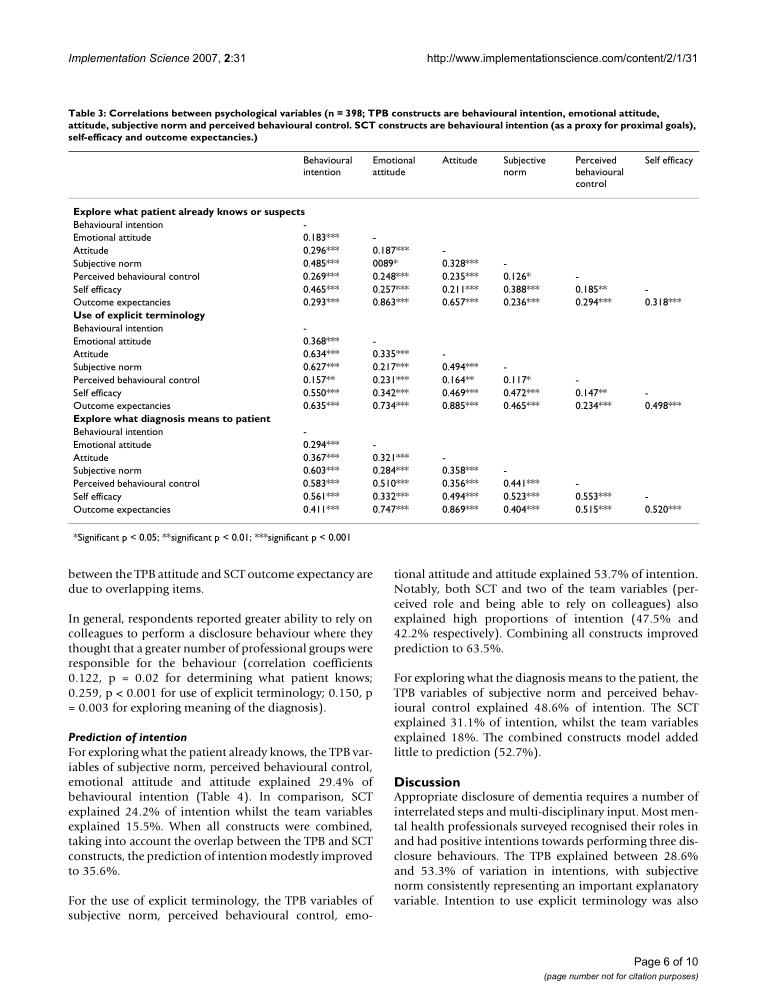 Implementation Science 2007, 2:31 http://www.implementationscience.com/content/2/1/31
Table 3: Correlations between psychological variables (n = 398; TPB constructs are behavioural intention, emotional attitude,
attitude, subjective norm and perceived behavioural control. SCT constructs are behavioural intention (as a proxy for proximal goals),
self-efficacy and outcome expectancies.)
Behavioural intention Emotional attitude Attitude Subjective norm Perceived behavioural control Self efficacy
Explore what patient already knows or suspects
Behavioural intention -
Emotional attitude 0.183*** -
Attitude 0.296*** 0.187*** -
Subjective norm 0.485*** 0089* 0.328*** -
Perceived behavioural control 0.269*** 0.248*** 0.235*** 0.126* -
Self efficacy 0.465*** 0.257*** 0.211*** 0.388*** 0.185** -
Outcome expectancies 0.293*** 0.863*** 0.657*** 0.236*** 0.294*** 0.318***
Use of explicit terminology
Behavioural intention -
Emotional attitude 0.368*** -
Attitude 0.634*** 0.335*** -
Subjective norm 0.627*** 0.217*** 0.494*** -
Perceived behavioural control 0.157** 0.231*** 0.164** 0.117* -
Self efficacy 0.550*** 0.342*** 0.469*** 0.472*** 0.147** -
Outcome expectancies 0.635*** 0.734*** 0.885*** 0.465*** 0.234*** 0.498***
Explore what diagnosis means to patient
Behavioural intention -
Emotional attitude 0.294*** -
Attitude 0.367*** 0.321*** -
Subjective norm 0.603*** 0.284*** 0.358*** -
Perceived behavioural control 0.583*** 0.510*** 0.356*** 0.441*** -
Self efficacy 0.561*** 0.332*** 0.494*** 0.523*** 0.553*** -
Outcome expectancies 0.411*** 0.747*** 0.869*** 0.404*** 0.515*** 0.520***
*Significant p < 0.05; **significant p < 0.01; ***significant p < 0.001
between the TPB attitude and SCT outcome expectancy are
due to overlapping items.
In general, respondents reported greater ability to rely on
colleagues to perform a disclosure behaviour where they
thought that a greater number of professional groups were
responsible for the behaviour (correlation coefficients
0.122, p = 0.02 for determining what patient knows;
0.259, p < 0.001 for use of explicit terminology; 0.150, p
= 0.003 for exploring meaning of the diagnosis).
Prediction of intention
For exploring what the patient already knows, the TPB var-
iables of subjective norm, perceived behavioural control,
emotional attitude and attitude explained 29.4% of
behavioural intention (Table 4). In comparison, SCT
explained 24.2% of intention whilst the team variables
explained 15.5%. When all constructs were combined,
taking into account the overlap between the TPB and SCT
constructs, the prediction of intention modestly improved
to 35.6%.
For the use of explicit terminology, the TPB variables of
subjective norm, perceived behavioural control, emo-
tional attitude and attitude explained 53.7% of intention.
Notably, both SCT and two of the team variables (per-
ceived role and being able to rely on colleagues) also
explained high proportions of intention (47.5% and
42.2% respectively). Combining all constructs improved
prediction to 63.5%.
For exploring what the diagnosis means to the patient, the
TPB variables of subjective norm and perceived behav-
ioural control explained 48.6% of intention. The SCT
explained 31.1% of intention, whilst the team variables
explained 18%. The combined constructs model added
little to prediction (52.7%).
Discussion
Appropriate disclosure of dementia requires a number of
interrelated steps and multi-disciplinary input. Most men-
tal health professionals surveyed recognised their roles in
and had positive intentions towards performing three dis-
closure behaviours. The TPB explained between 28.6%
and 53.3% of variation in intentions, with subjective
norm consistently representing an important explanatory
variable. Intention to use explicit terminology was also
Page 6 of 10
(page number not for citation purposes)